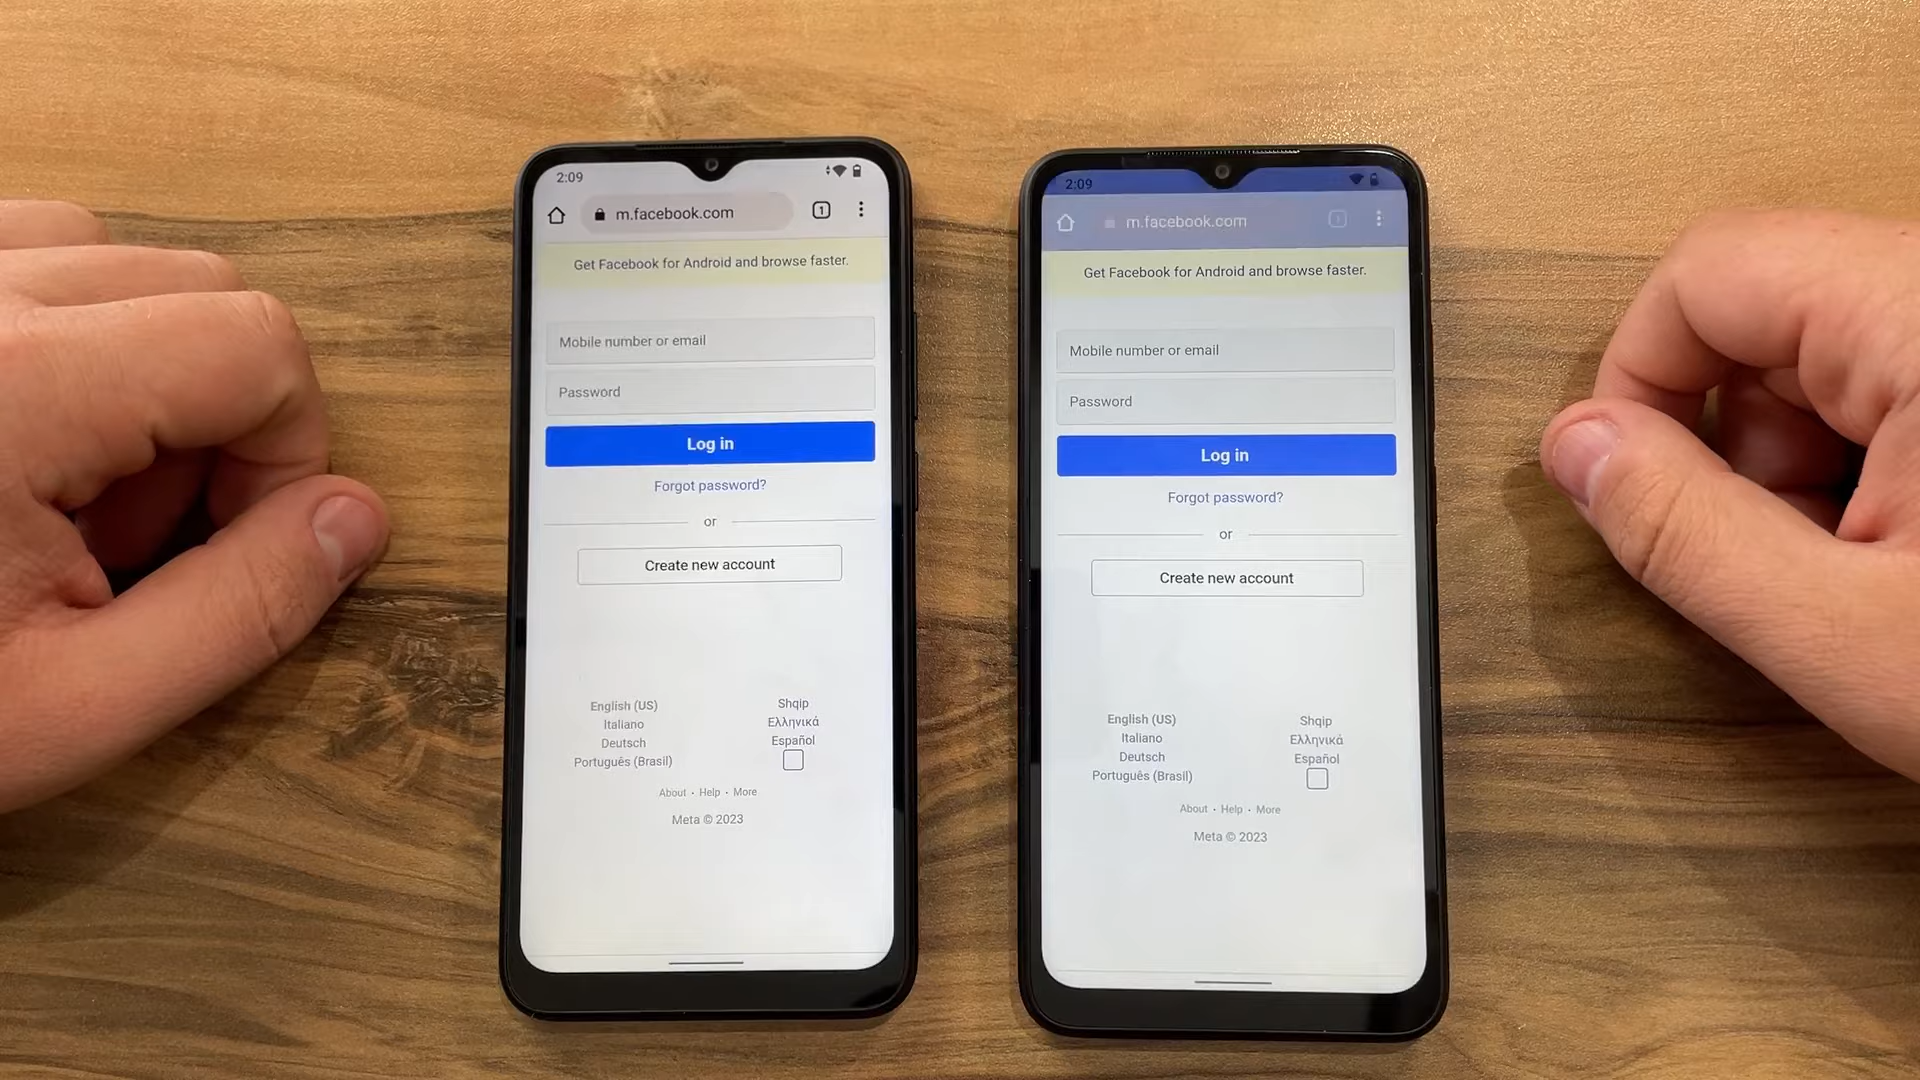 2:09
m.facebook.com
1
Get Facebook for Android and browse faster.
Mobile number or email
Password
Log in
Forgot password?
or
Create new account
English (US)
Italiano
Deutsch
Português (Brasil)
Shqip
Ελληνικά
Español
About · Help · More
Meta © 2023
2:09
m.facebook.com
1
Get Facebook for Android and browse faster.
Mobile number or email
Password
Log in
Forgot password?
or
Create new account
English (US)
Italiano
Deutsch
Português (Brasil)
Shqip
Ελληνικά
Español
About · Help · More
Meta © 2023